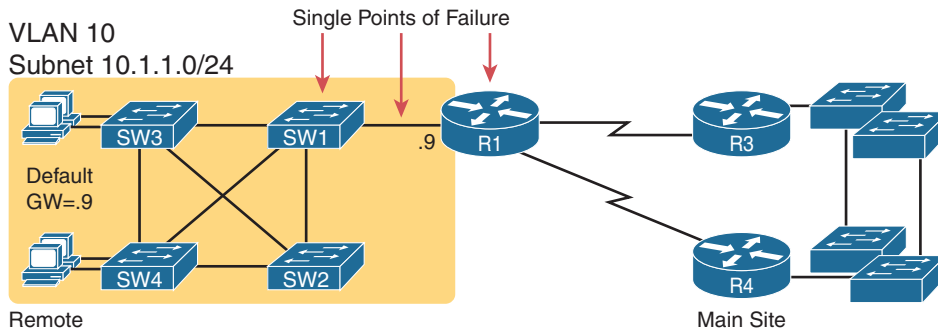 Single Points of Failure
VLAN 10
Subnet 10.1.1.0/24
SW3
SW1
.9
R1
R3
Default
GW=.9
SW4
SW2
R4
Remote
Main Site